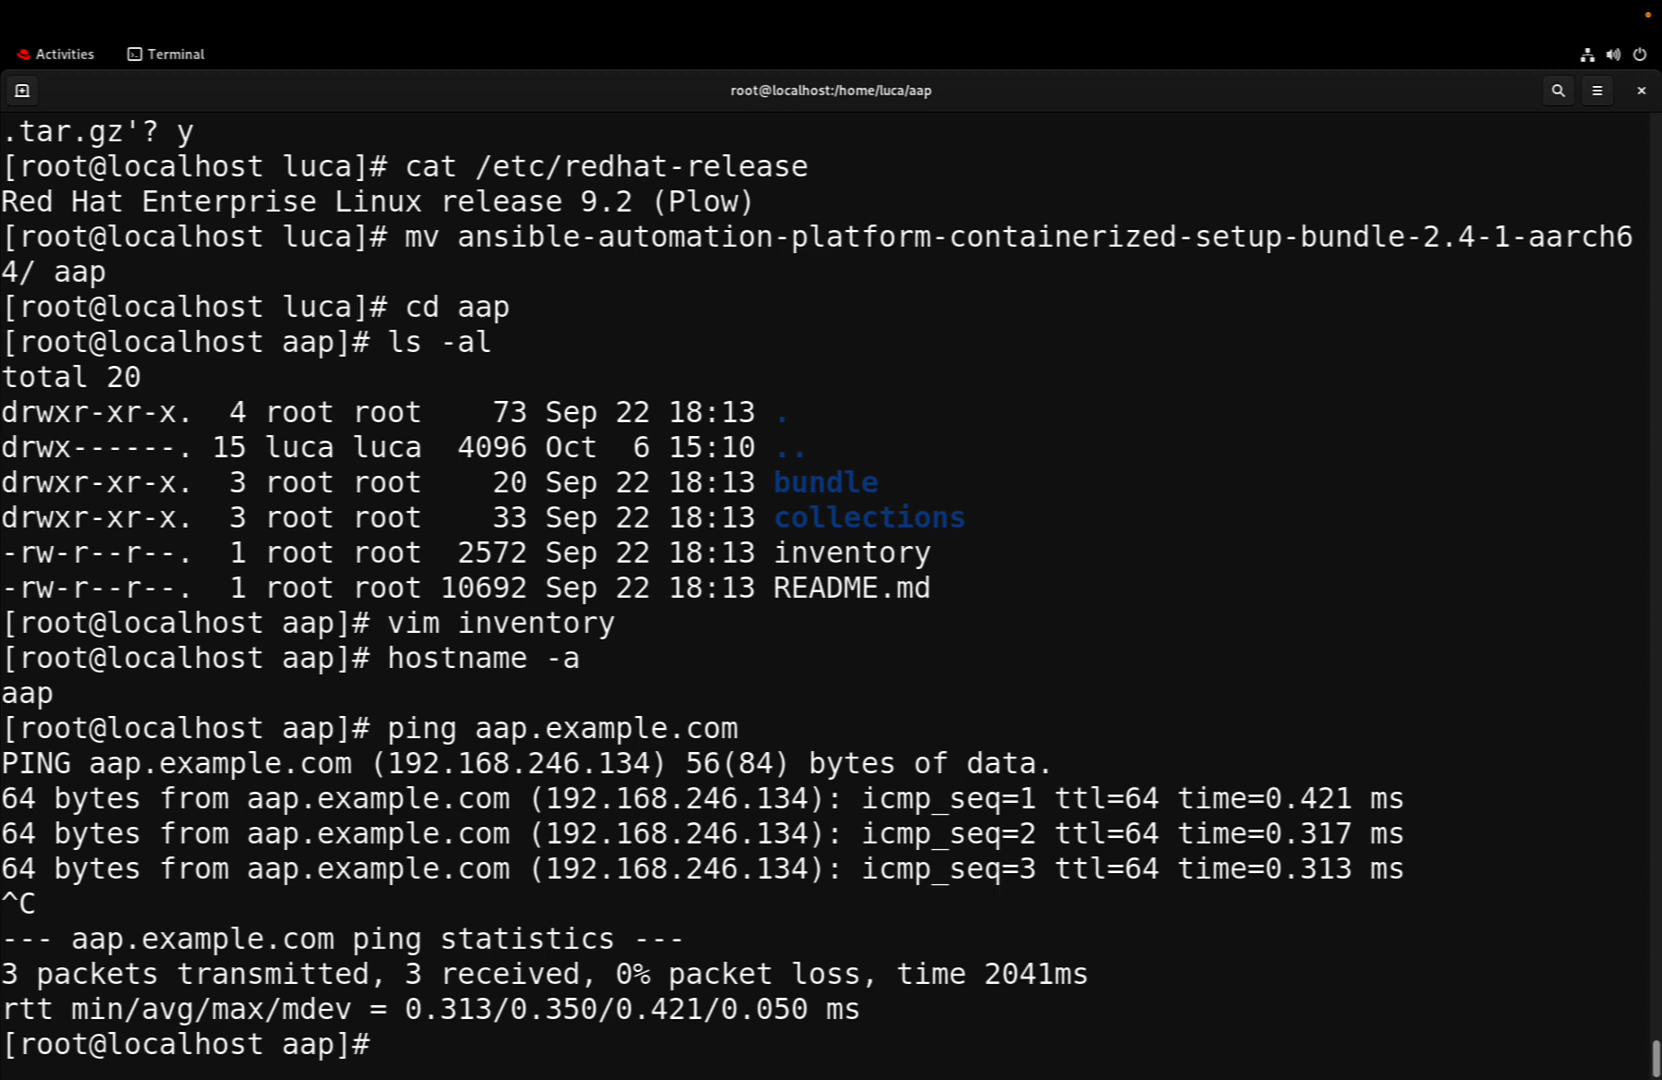 Activities Terminal
root@localhost:/home/luca/aap
.tar.gz'? y
[root@localhost luca]# cat /etc/redhat-release
Red Hat Enterprise Linux release 9.2 (Plow)
[root@localhost luca]# mv ansible-automation-platform-containerized-setup-bundle-2.4-1-aarch6
4/ aap
[root@localhost luca]# cd aap
[root@localhost aap]# ls -al
total 20
drwxr-xr-x.  4 root root    73 Sep 22 18:13 .
drwx------. 15 luca luca  4096 Oct  6 15:10 ..
drwxr-xr-x.  3 root root    20 Sep 22 18:13 bundle
drwxr-xr-x.  3 root root    33 Sep 22 18:13 collections
-rw-r--r--.  1 root root  2572 Sep 22 18:13 inventory
-rw-r--r--.  1 root root 10692 Sep 22 18:13 README.md
[root@localhost aap]# vim inventory
[root@localhost aap]# hostname -a
aap
[root@localhost aap]# ping aap.example.com
PING aap.example.com (192.168.246.134) 56(84) bytes of data.
64 bytes from aap.example.com (192.168.246.134): icmp_seq=1 ttl=64 time=0.421 ms
64 bytes from aap.example.com (192.168.246.134): icmp_seq=2 ttl=64 time=0.317 ms
64 bytes from aap.example.com (192.168.246.134): icmp_seq=3 ttl=64 time=0.313 ms
^C
--- aap.example.com ping statistics ---
3 packets transmitted, 3 received, 0% packet loss, time 2041ms
rtt min/avg/max/mdev = 0.313/0.350/0.421/0.050 ms
[root@localhost aap]#